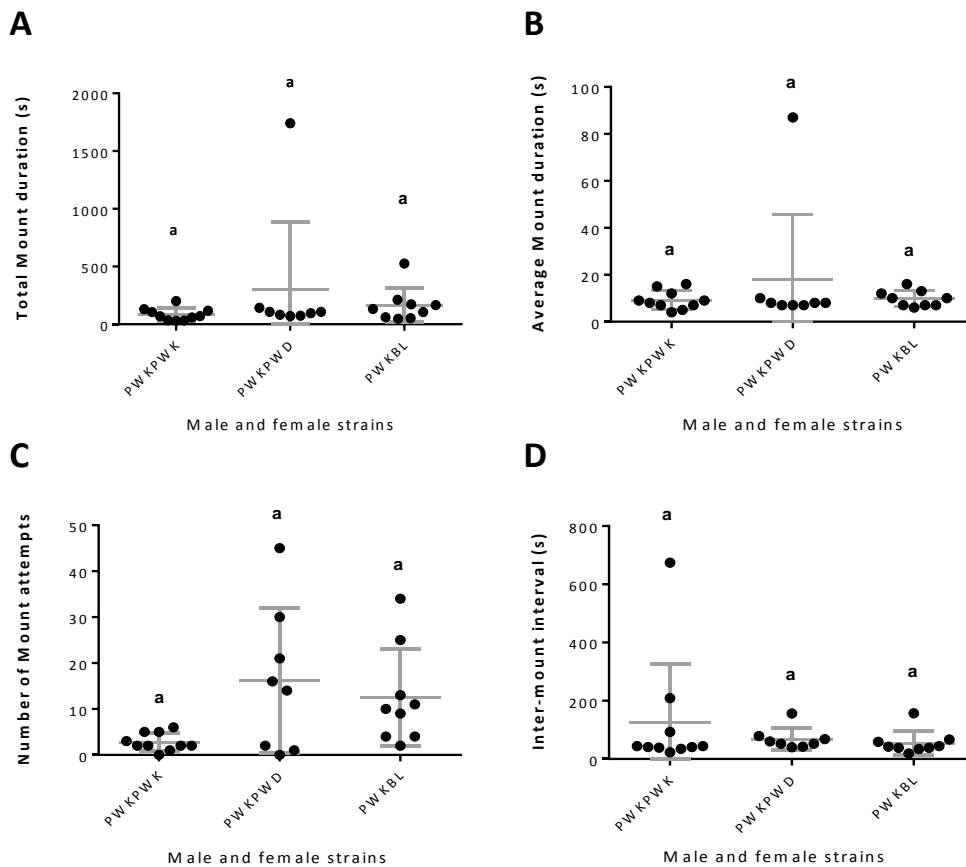 A
B
a
a
a
Total Mount duration (s)
2000
1500
1000
500
0
PWKPWK
PWKPWD
PWKBL
Male and female strains
a
a
a
Average Mount duration (s)
100
80
60
40
20
0
PWKPWK
PWKPWD
PWKBL
Male and female strains
C
D
a
a
a
Number of Mount attempts
50
40
30
20
10
0
PWKPWK
PWKPWD
PWKBL
Male and female strains
a
a
a
Inter-mount interval (s)
800
600
400
200
0
PWKPWK
PWKPWD
PWKBL
Male and female strains